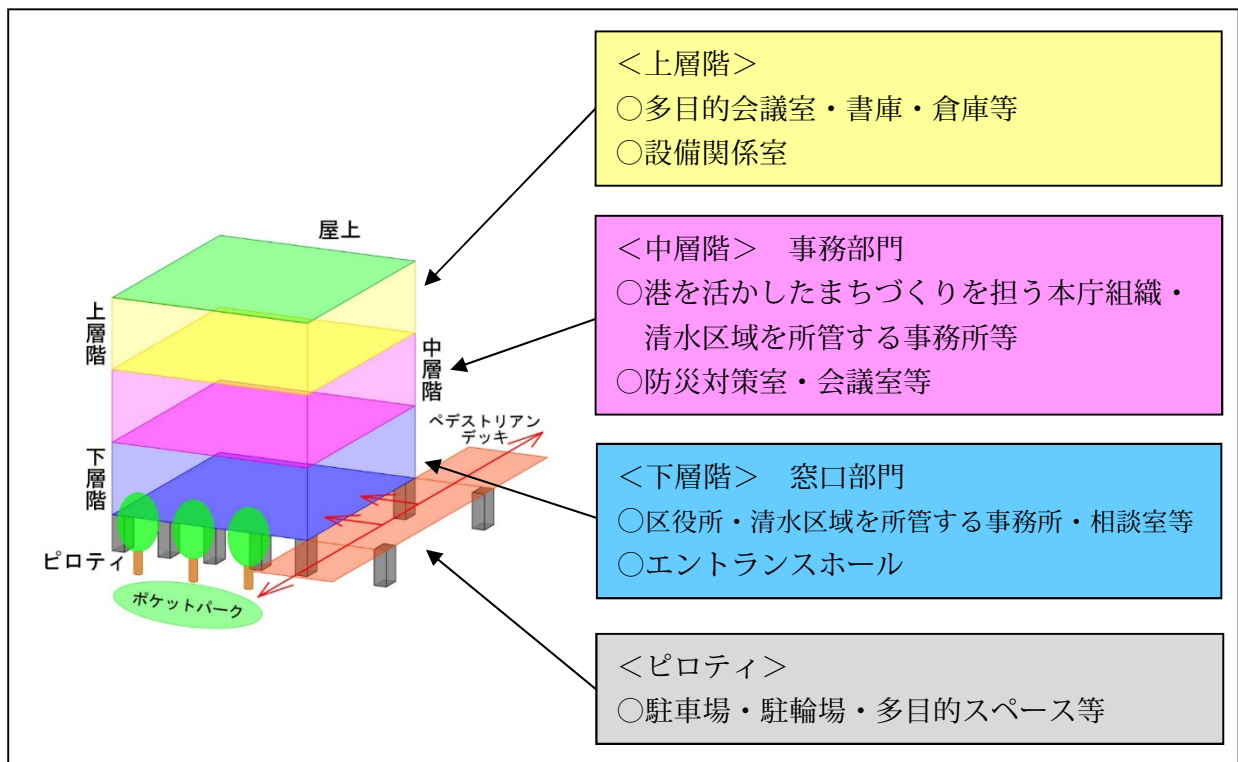 屋上
上層階
中層階
下層階
ペデストリアン
デッキ
ピロティ
ポケットパーク
＜上層階＞
○多目的会議室・書庫・倉庫等
○設備関係室
＜中層階＞　事務部門
○港を活かしたまちづくりを担う本庁組織・
清水区域を所管する事務所等
○防災対策室・会議室等
＜下層階＞　窓口部門
○区役所・清水区域を所管する事務所・相談室等
○エントランスホール
＜ピロティ＞
○駐車場・駐輪場・多目的スペース等